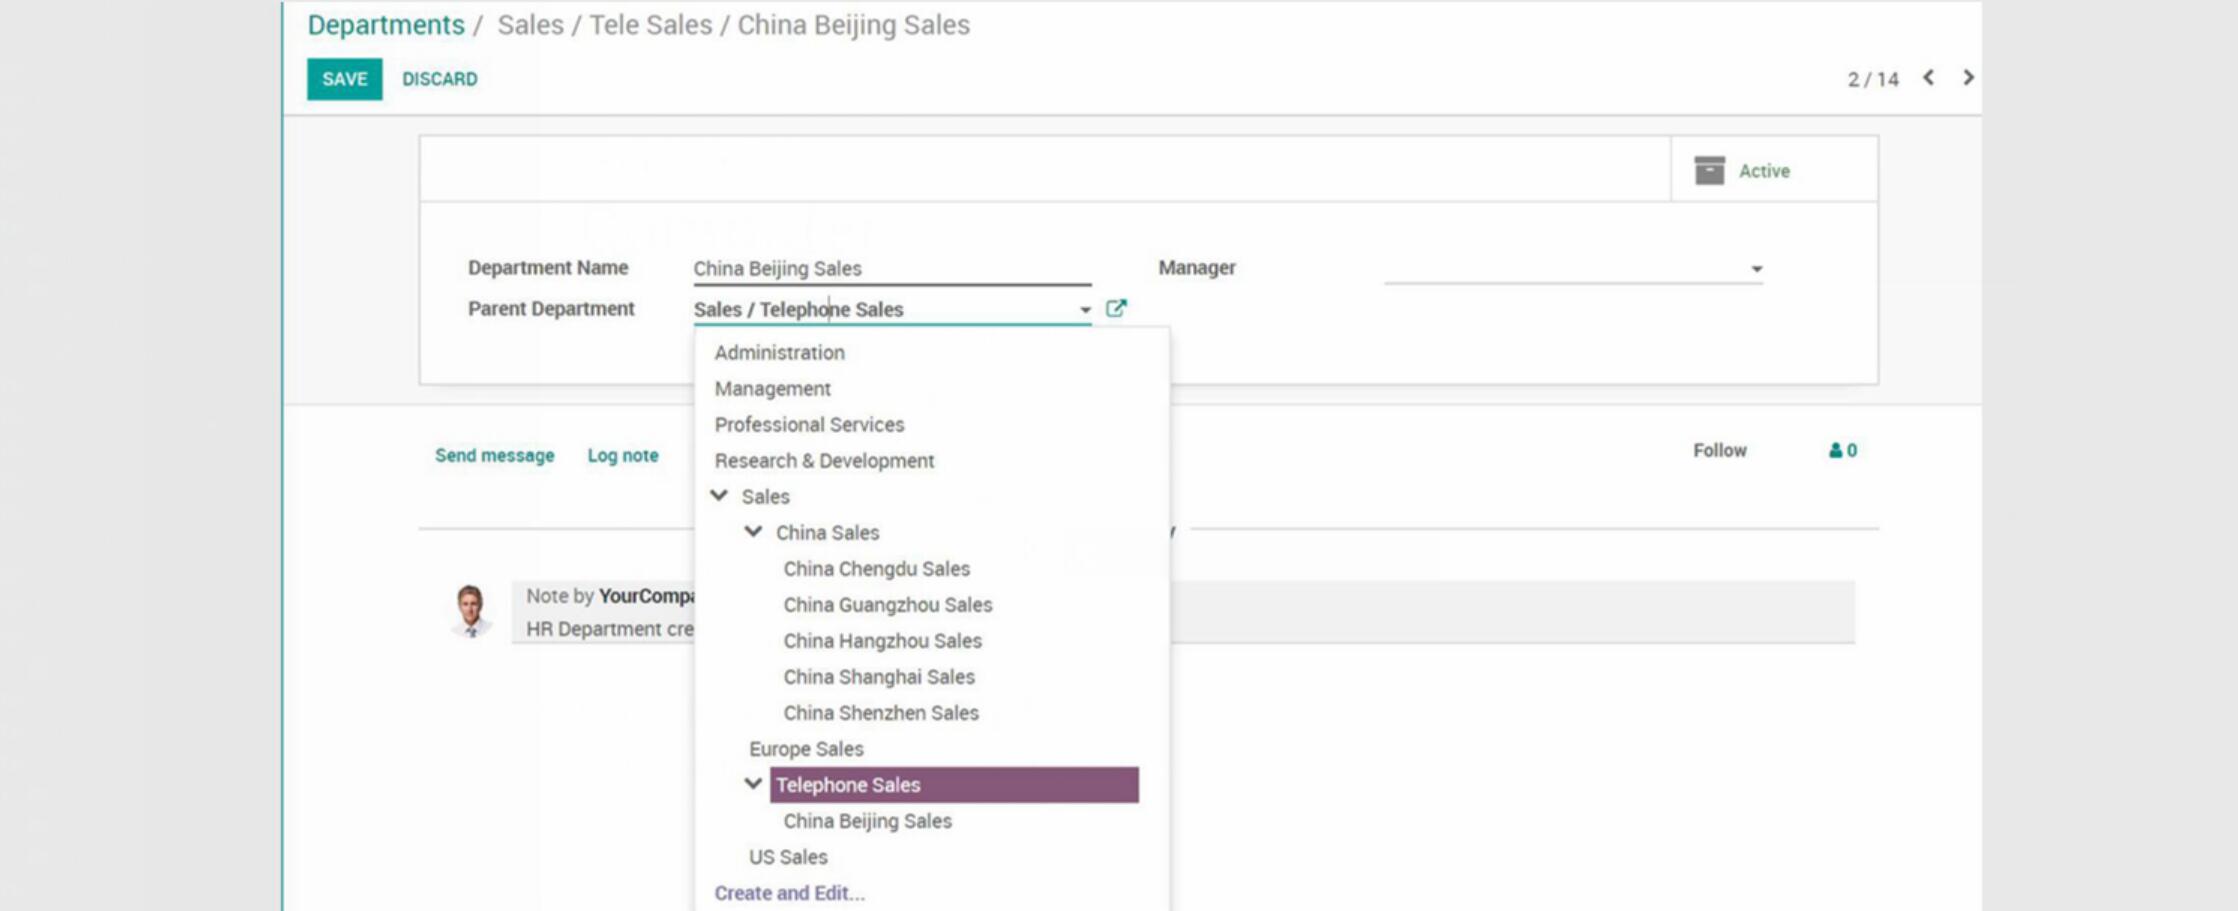 Departments / Sales / Tele Sales / China Beijing Sales
SAVE DISCARD 2 / 14
Active
Department Name China Beijing Sales Manager
Parent Department Sales / Telephone Sales
Administration
Management
Professional Services
Research & Development
Send message Log note Follow 0
Sales
China Sales
China Chengdu Sales
China Guangzhou Sales
Note by YourCompa
China Hangzhou Sales
HR Department cre
China Shanghai Sales
China Shenzhen Sales
Europe Sales
Telephone Sales
China Beijing Sales
US Sales
Create and Edit...